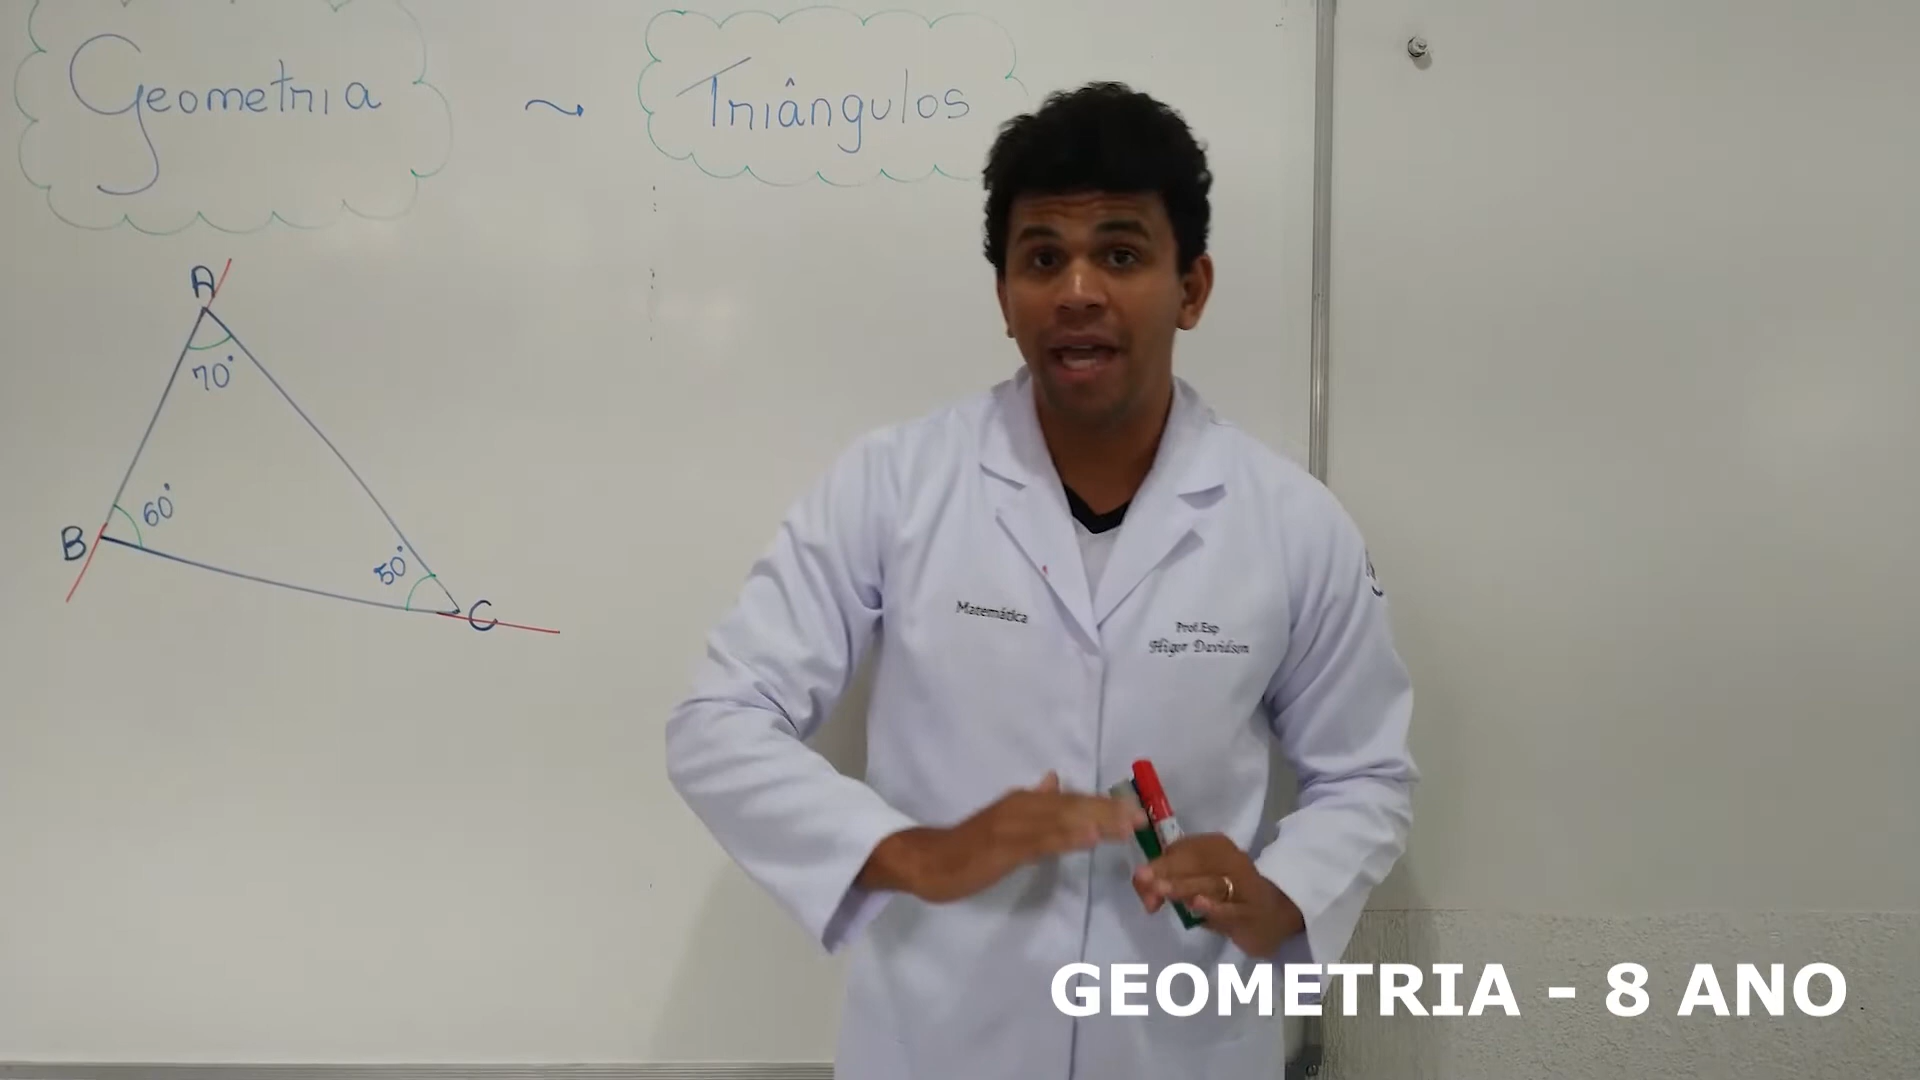 Geometria ~ Triângulos
A
70°
60°
B
50°
C
Matemática
Prof.Esp
Higor Davidson
GEOMETRIA - 8 ANO